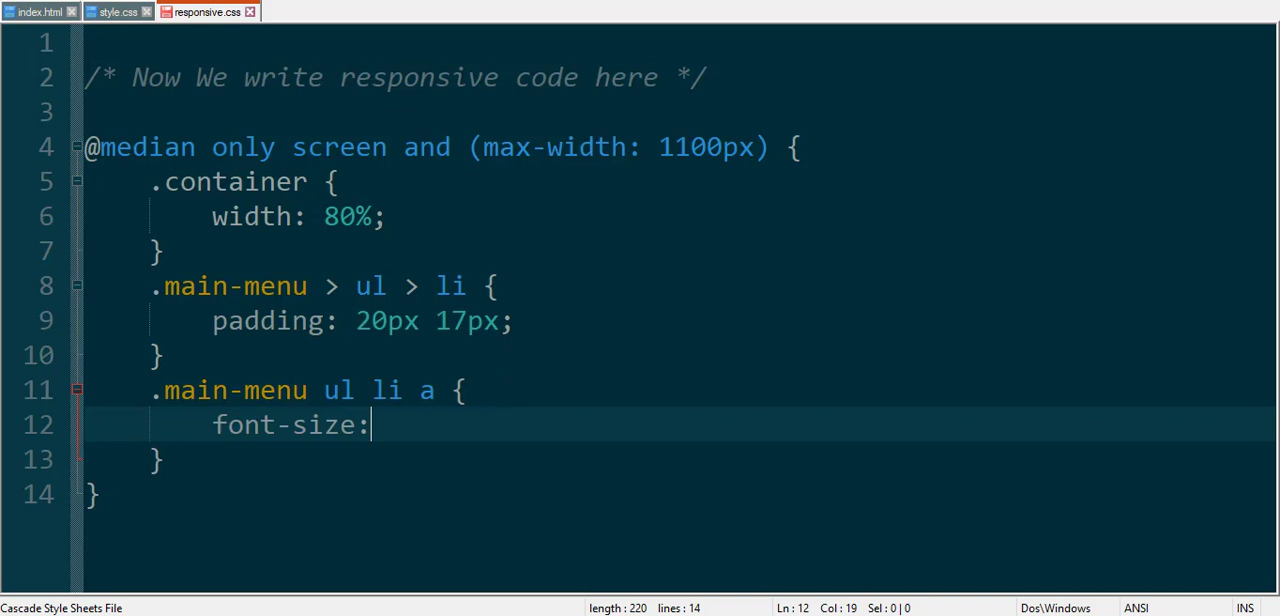 index.html style.css responsive.css
1
2 /* Now We write responsive code here */
3
4 @median only screen and (max-width: 1100px) {
5 .container {
6 width: 80%;
7 }
8 .main-menu > ul > li {
9 padding: 20px 17px;
10 }
11 .main-menu ul li a {
12 font-size:
13 }
14 }
Cascade Style Sheets File length : 220 lines : 14 Ln : 12 Col : 19 Sel : 0 | 0 Dos\Windows ANSI INS